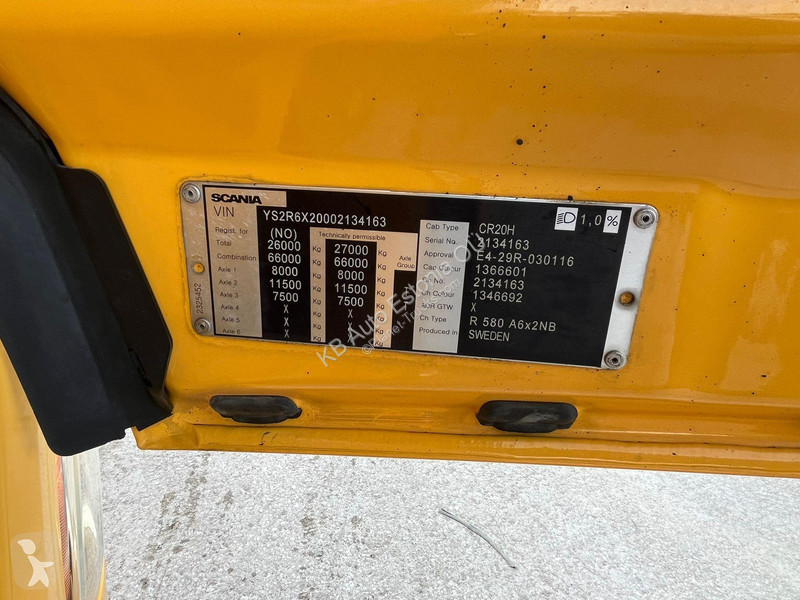 SCANIA
VIN YS2R6X20002134163
Regist. for (NO) Technically permissible
Total 26000 Kg 27000 Kg Axle Group
Combination 66000 Kg 66000 Kg
Axle 1 8000 Kg 8000 Kg
Axle 2 11500 Kg 11500 Kg
Axle 3 7500 Kg 7500 Kg
Axle 4 X Kg X Kg
Axle 5 X Kg X Kg
Axle 6 X Kg X Kg
2325452
Cab Type CR20H
Serial No. 2134163
Approval E4-29R-030116
Cab Colour 1366601
2134163
Ch Colour 1346692
GTW X
Ch Type R 580 A6x2NB
Produced in SWEDEN
1,0%
KB Auto Eston